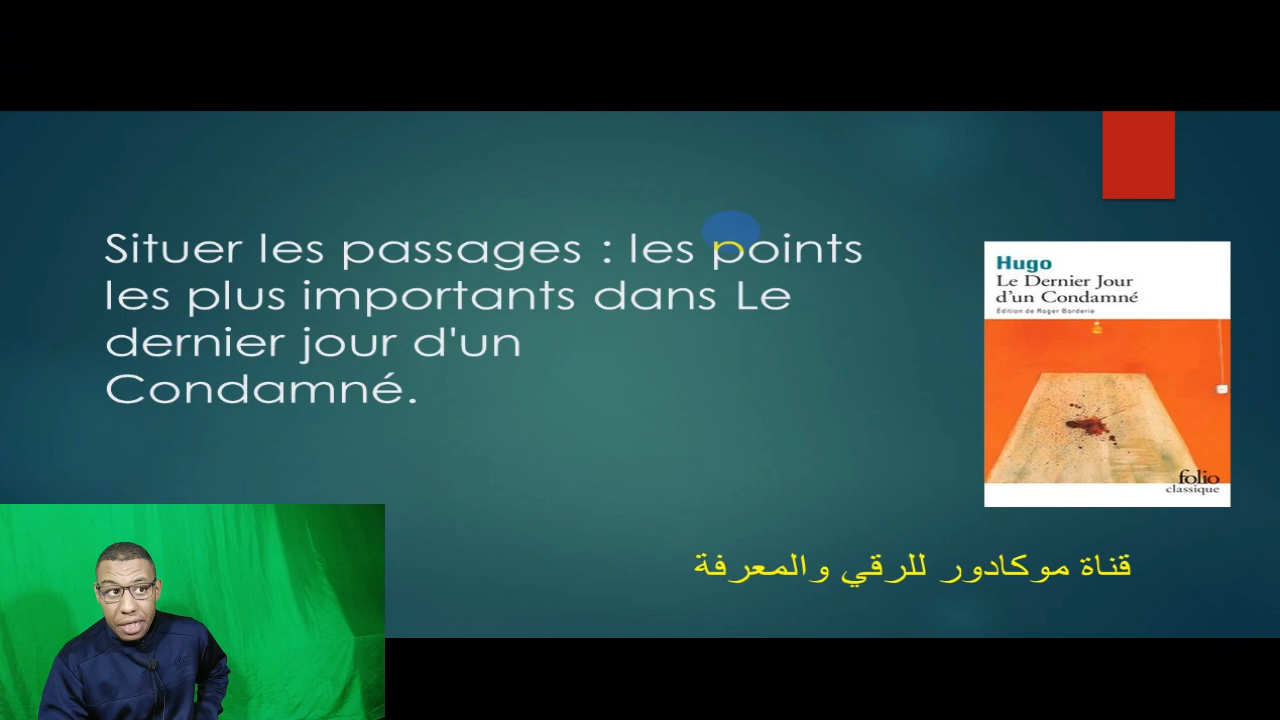 Situer les passages : les points
les plus importants dans Le
dernier jour d'un
Condamné.
Hugo
Le Dernier Jour
d'un Condamné
Édition de Roger Borderie
folio
classique
قناة موكادور للرقي والمعرفة